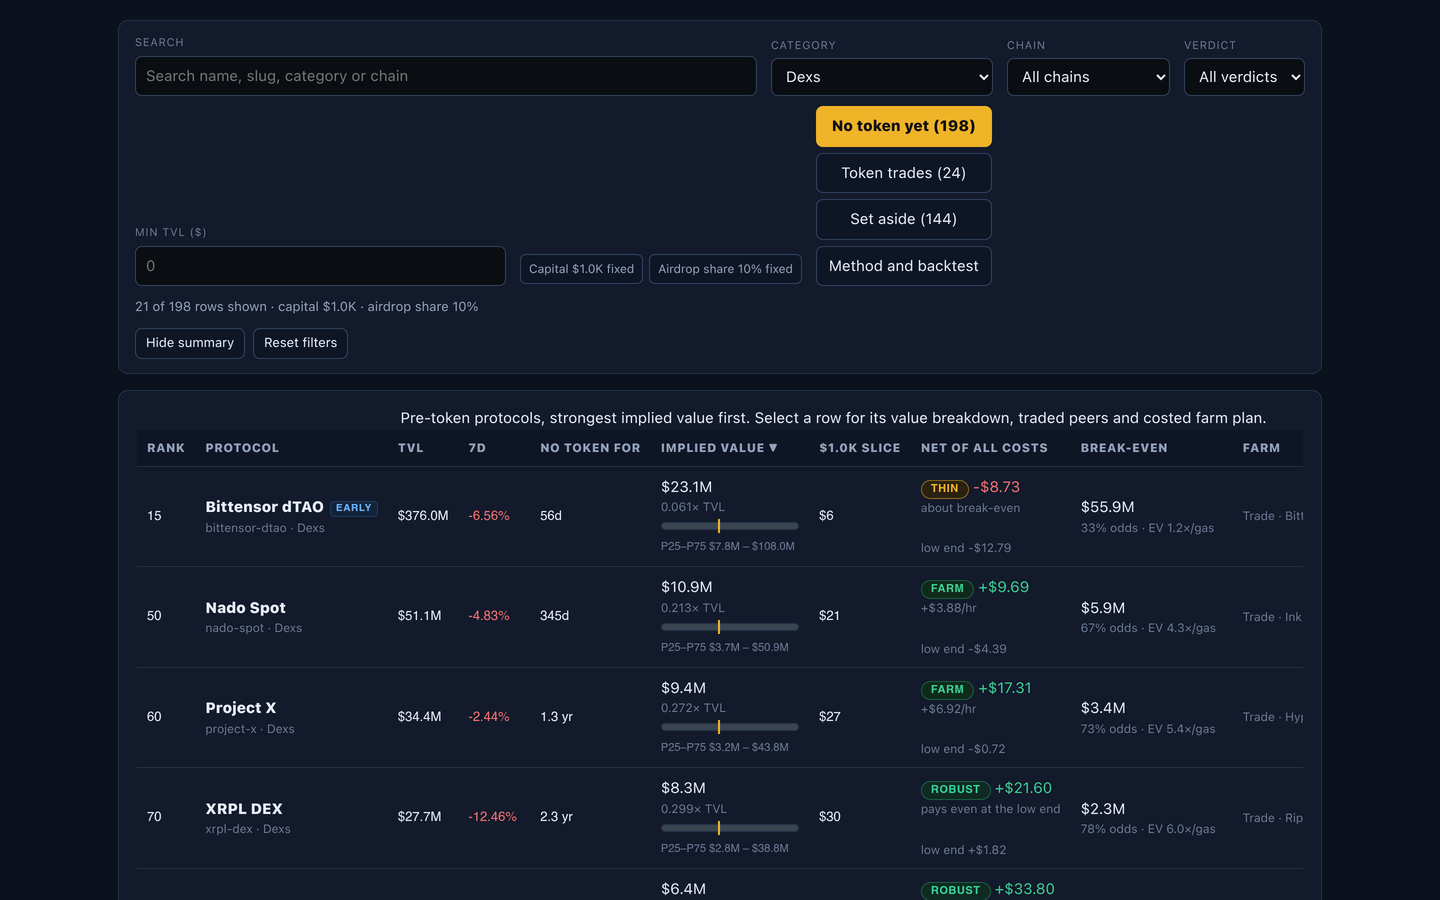 SEARCH
Search name, slug, category or chain
CATEGORY
Dexs
CHAIN
All chains
VERDICT
All verdicts
No token yet (198)
Token trades (24)
Set aside (144)
Method and backtest
MIN TVL ($)
0
Capital $1.0K fixed
Airdrop share 10% fixed
21 of 198 rows shown · capital $1.0K · airdrop share 10%
Hide summary
Reset filters
Pre-token protocols, strongest implied value first. Select a row for its value breakdown, traded peers and costed farm plan.
RANK PROTOCOL TVL 7D NO TOKEN FOR IMPLIED VALUE ▼ $1.0K SLICE NET OF ALL COSTS BREAK-EVEN FARM
15
Bittensor dTAO EARLY
bittensor-dtao · Dexs
$376.0M
-6.56%
56d
$23.1M
0.061× TVL
P25–P75 $7.8M – $108.0M
$6
THIN -$8.73
about break-even
low end -$12.79
$55.9M
33% odds · EV 1.2×/gas
Trade · Bitt
50
Nado Spot
nado-spot · Dexs
$51.1M
-4.83%
345d
$10.9M
0.213× TVL
P25–P75 $3.7M – $50.9M
$21
FARM +$9.69
+$3.88/hr
low end -$4.39
$5.9M
67% odds · EV 4.3×/gas
Trade · Ink
60
Project X
project-x · Dexs
$34.4M
-2.44%
1.3 yr
$9.4M
0.272× TVL
P25–P75 $3.2M – $43.8M
$27
FARM +$17.31
+$6.92/hr
low end -$0.72
$3.4M
73% odds · EV 5.4×/gas
Trade · Hyp
70
XRPL DEX
xrpl-dex · Dexs
$27.7M
-12.46%
2.3 yr
$8.3M
0.299× TVL
P25–P75 $2.8M – $38.8M
$30
ROBUST +$21.60
pays even at the low end
low end +$1.82
$2.3M
78% odds · EV 6.0×/gas
Trade · Rip
$6.4M
ROBUST +$33.80